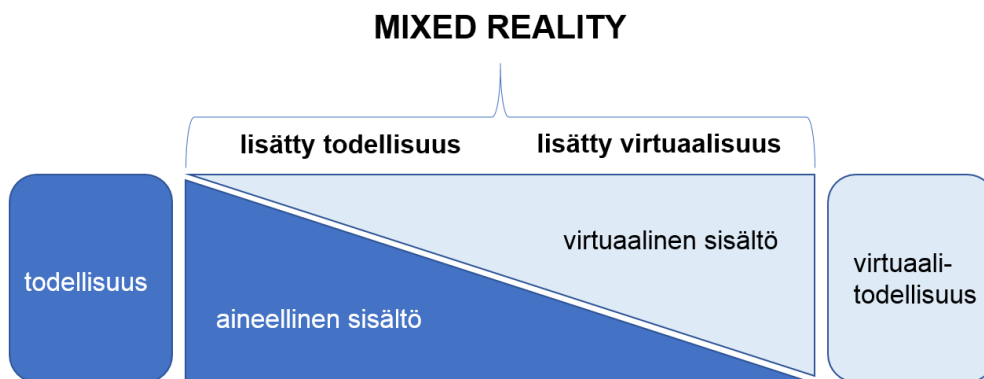 MIXED REALITY
lisätty todellisuus
lisätty virtuaalisuus
todellisuus
aineellinen sisältö
virtuaalinen sisältö
virtuaali-
todellisuus